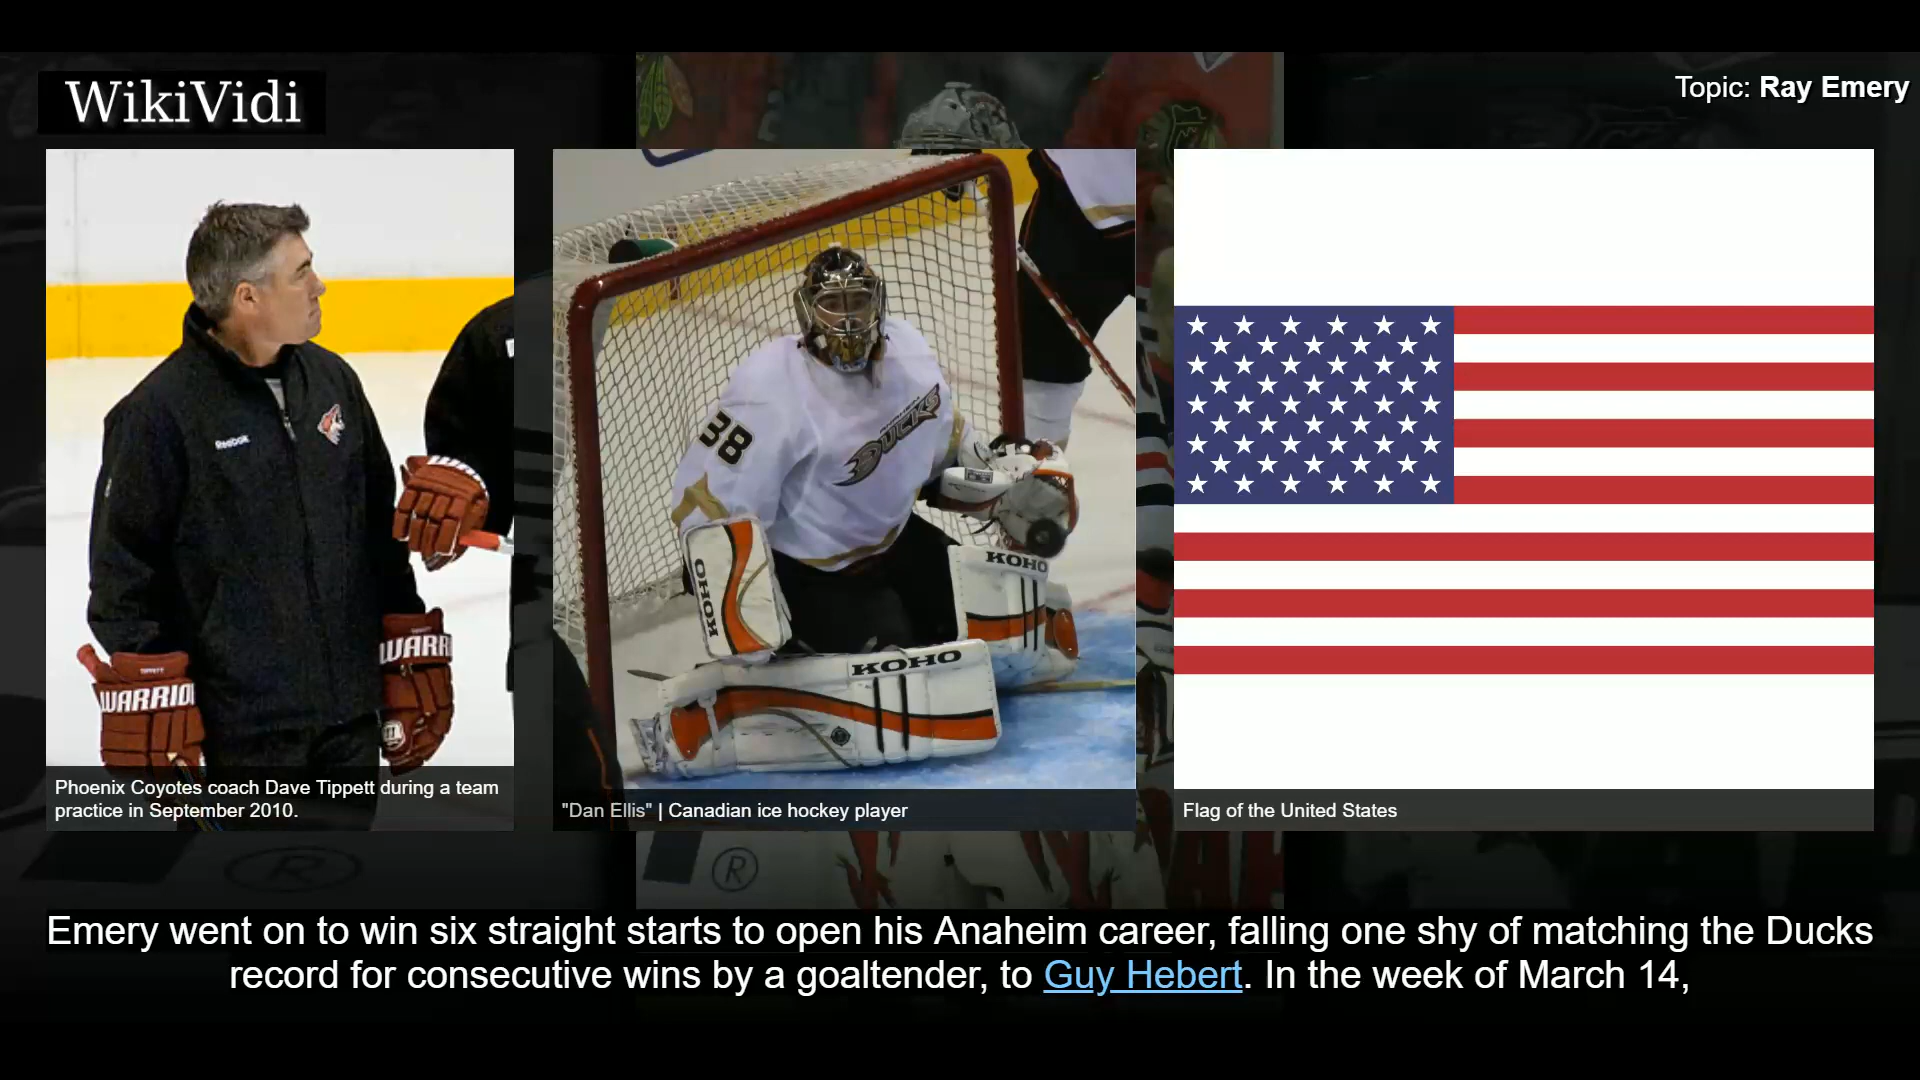 WikiVidi
Topic: Ray Emery
Reebok
WARRIOR
WARR
38
DUCKS
KOHO
KOHO
KOHO
Phoenix Coyotes coach Dave Tippett during a team
practice in September 2010.
"Dan Ellis" | Canadian ice hockey player
Flag of the United States
R
R
Emery went on to win six straight starts to open his Anaheim career, falling one shy of matching the Ducks
record for consecutive wins by a goaltender, to Guy Hebert. In the week of March 14,